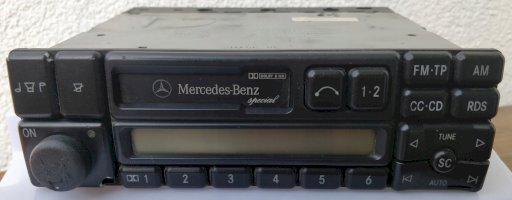 DOLBY B NR
Mercedes-Benz
special
1·2
FM·TP
AM
CC·CD
RDS
ON
TUNE
SC
AUTO
1 2 3 4 5 6